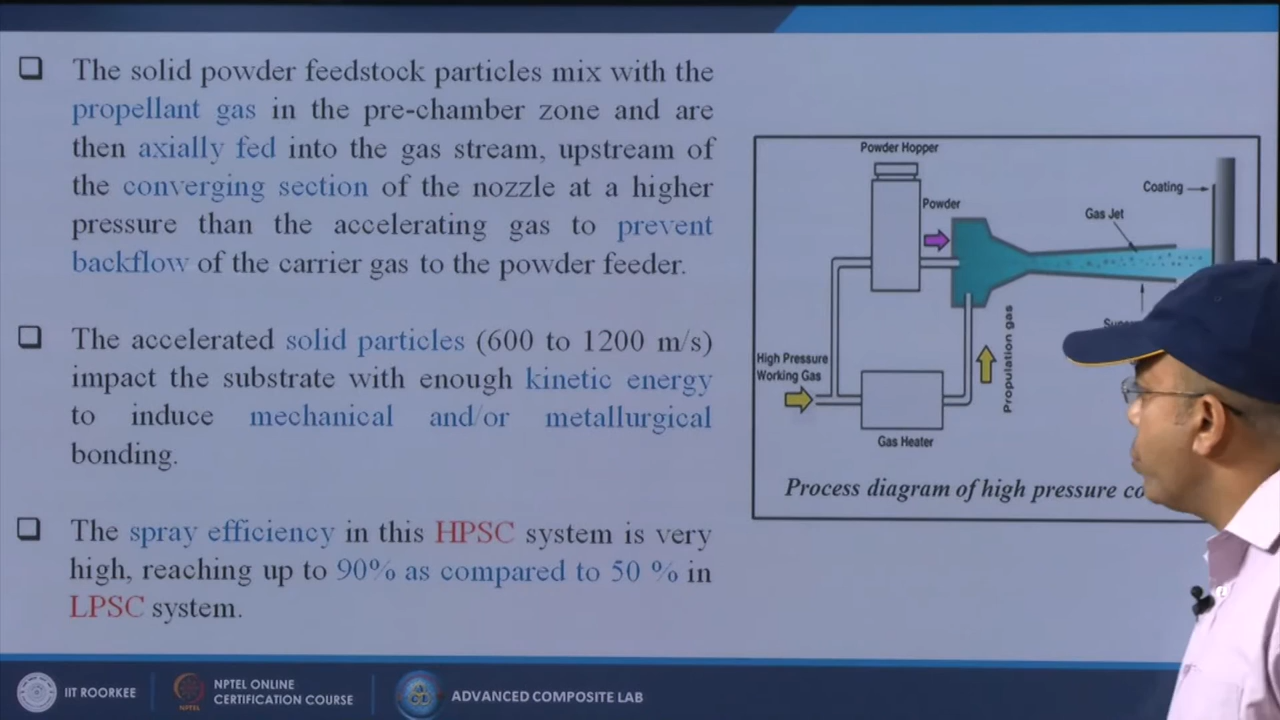 The solid powder feedstock particles mix with the
propellant gas in the pre-chamber zone and are
then axially fed into the gas stream, upstream of
the converging section of the nozzle at a higher
pressure than the accelerating gas to prevent
backflow of the carrier gas to the powder feeder.
The accelerated solid particles (600 to 1200 m/s)
impact the substrate with enough kinetic energy
to induce mechanical and/or metallurgical
bonding.
The spray efficiency in this HPSC system is very
high, reaching up to 90% as compared to 50 % in
LPSC system.
Powder Hopper
Powder
Coating
Gas Jet
High Pressure
Working Gas
Gas Heater
Propulation gas
Process diagram of high pressure
IIT ROORKEE
NPTEL
NPTEL ONLINE
CERTIFICATION COURSE
ADVANCED COMPOSITE LAB